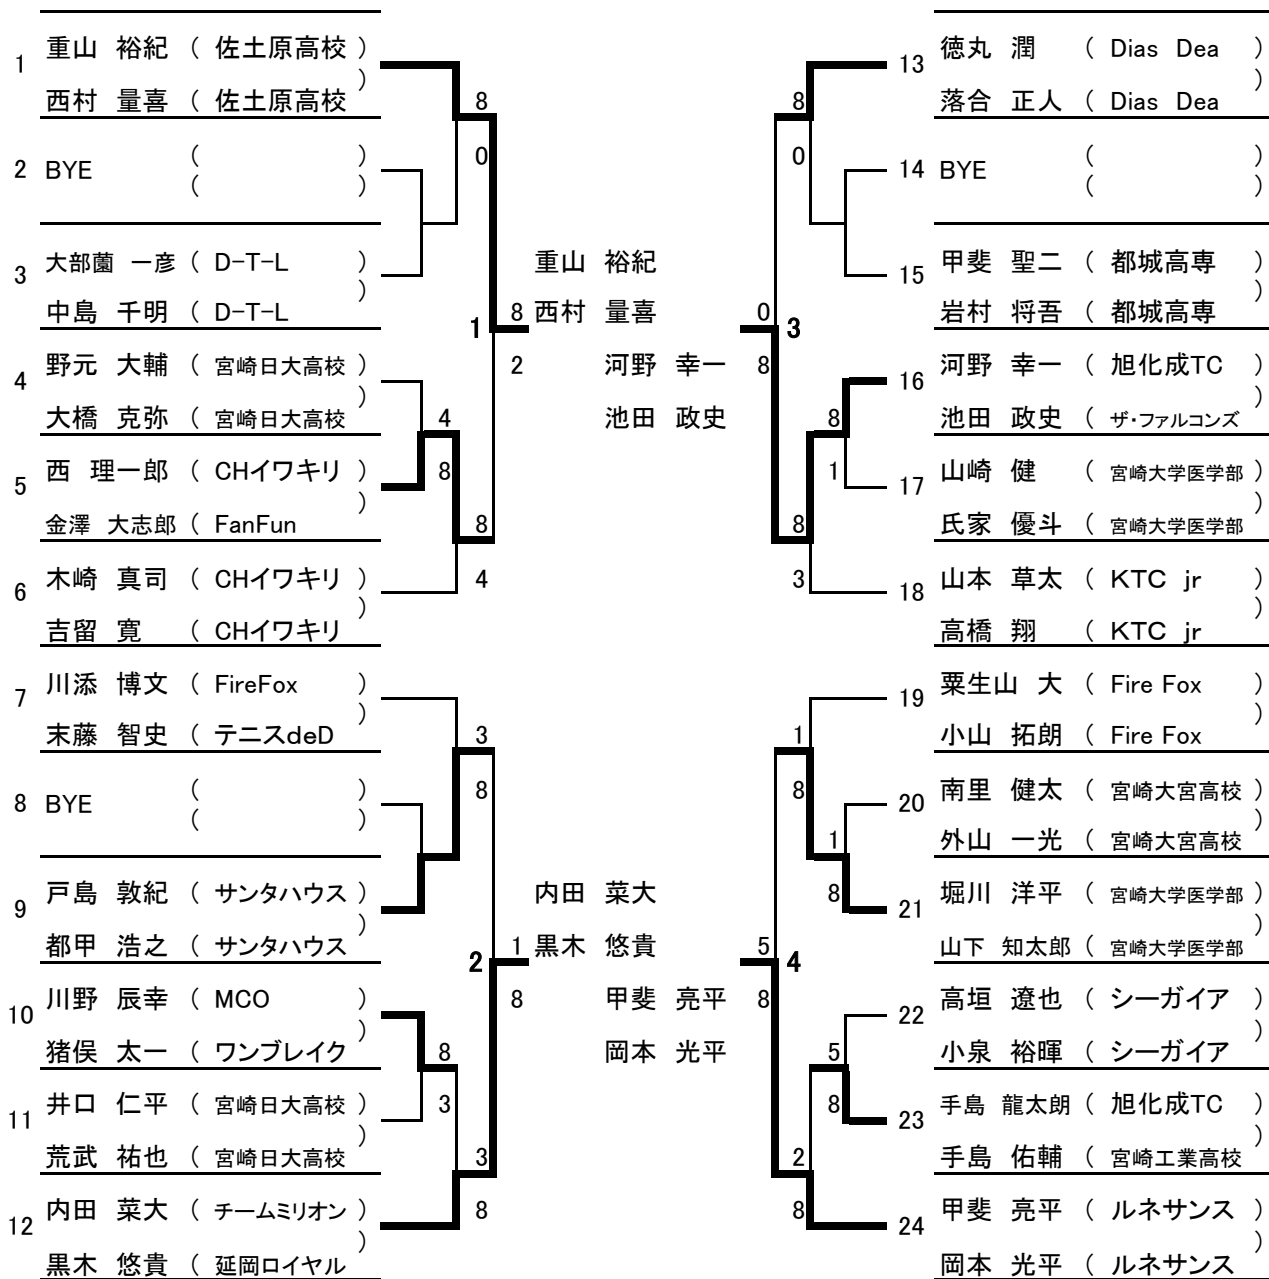 1 重山 裕紀 ( 佐土原高校 )
西村 量喜 ( 佐土原高校 )
2 BYE ( )
( )
3 大部薗 一彦 ( D-T-L )
中島 千明 ( D-T-L )
4 野元 大輔 ( 宮崎日大高校 )
大橋 克弥 ( 宮崎日大高校 )
5 西 理一郎 ( CHイワキリ )
金澤 大志郎 ( FanFun )
6 木崎 真司 ( CHイワキリ )
吉留 寛 ( CHイワキリ )
7 川添 博文 ( FireFox )
末藤 智史 ( テニスdeD )
8 BYE ( )
( )
9 戸島 敦紀 ( サンタハウス )
都甲 浩之 ( サンタハウス )
10 川野 辰幸 ( MCO )
猪俣 太一 ( ワンブレイク )
11 井口 仁平 ( 宮崎日大高校 )
荒武 祐也 ( 宮崎日大高校 )
12 内田 菜大 ( チームミリオン )
黒木 悠貴 ( 延岡ロイヤル )
8
0
4
8
8
4
1
8
2
3
8
8
3
3
8
2
1
8
重山 裕紀
西村 量喜
河野 幸一
池田 政史
内田 菜大
黒木 悠貴
甲斐 亮平
岡本 光平
0
3
8
8
0
8
1
8
3
5
4
8
1
8
1
8
5
8
2
8
13 徳丸 潤 ( Dias Dea )
落合 正人 ( Dias Dea )
14 BYE ( )
( )
15 甲斐 聖二 ( 都城高専 )
岩村 将吾 ( 都城高専 )
16 河野 幸一 ( 旭化成TC )
池田 政史 ( ザ・ファルコンズ )
17 山崎 健 ( 宮崎大学医学部 )
氏家 優斗 ( 宮崎大学医学部 )
18 山本 草太 ( KTC jr )
高橋 翔 ( KTC jr )
19 粟生山 大 ( Fire Fox )
小山 拓朗 ( Fire Fox )
20 南里 健太 ( 宮崎大宮高校 )
外山 一光 ( 宮崎大宮高校 )
21 堀川 洋平 ( 宮崎大学医学部 )
山下 知太郎 ( 宮崎大学医学部 )
22 高垣 遼也 ( シーガイア )
小泉 裕暉 ( シーガイア )
23 手島 龍太朗 ( 旭化成TC )
手島 佑輔 ( 宮崎工業高校 )
24 甲斐 亮平 ( ルネサンス )
岡本 光平 ( ルネサンス )